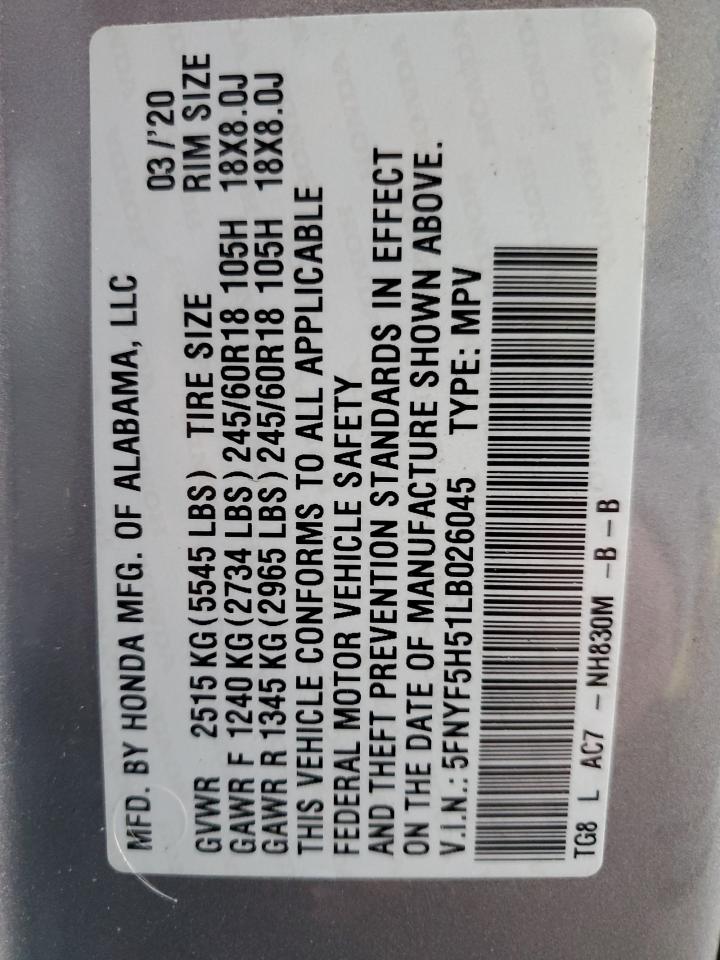 MFD. BY HONDA MFG. OF ALABAMA, LLC 03/'20
GVWR 2515 KG(5545 LBS) TIRE SIZE RIM SIZE
GAWR F 1240 KG(2734 LBS) 245/60R18 105H 18X8.0J
GAWR R 1345 KG(2965 LBS) 245/60R18 105H 18X8.0J
THIS VEHICLE CONFORMS TO ALL APPLICABLE
FEDERAL MOTOR VEHICLE SAFETY
AND THEFT PREVENTION STANDARDS IN EFFECT
ON THE DATE OF MANUFACTURE SHOWN ABOVE.
V.I.N.: 5FNYF5H51LB026045 TYPE: MPV
TG8 L AC7 - NH830M -B - B